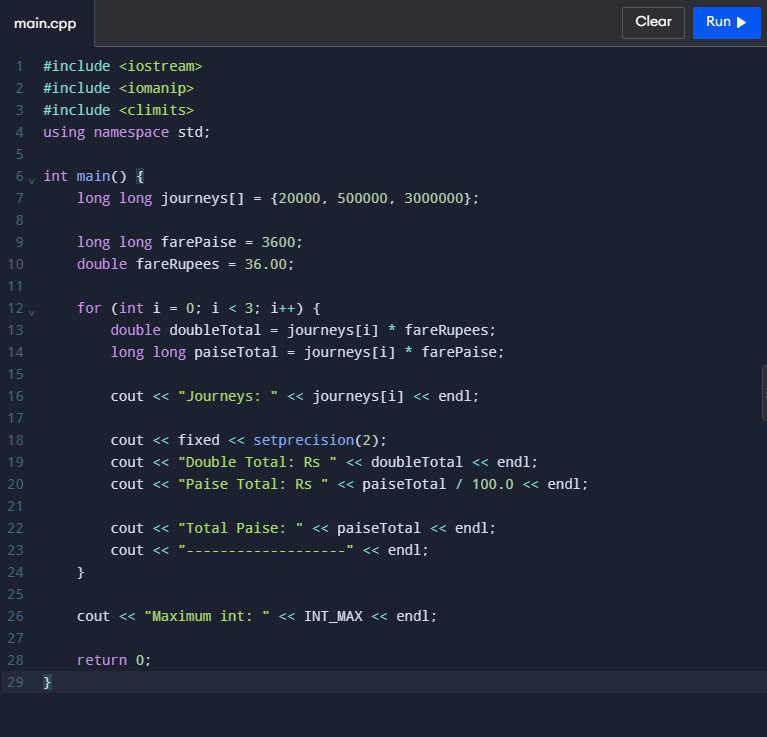 main.cpp
Clear
Run
1 #include <iostream>
2 #include <iomanip>
3 #include <climits>
4 using namespace std;
5
6 int main() {
7     long long journeys[] = {20000, 500000, 3000000};
8
9     long long farePaise = 3600;
10     double fareRupees = 36.00;
11
12     for (int i = 0; i < 3; i++) {
13         double doubleTotal = journeys[i] * fareRupees;
14         long long paiseTotal = journeys[i] * farePaise;
15
16         cout << "Journeys: " << journeys[i] << endl;
17
18         cout << fixed << setprecision(2);
19         cout << "Double Total: Rs " << doubleTotal << endl;
20         cout << "Paise Total: Rs " << paiseTotal / 100.0 << endl;
21
22         cout << "Total Paise: " << paiseTotal << endl;
23         cout << "-------------------" << endl;
24     }
25
26     cout << "Maximum int: " << INT_MAX << endl;
27
28     return 0;
29 }